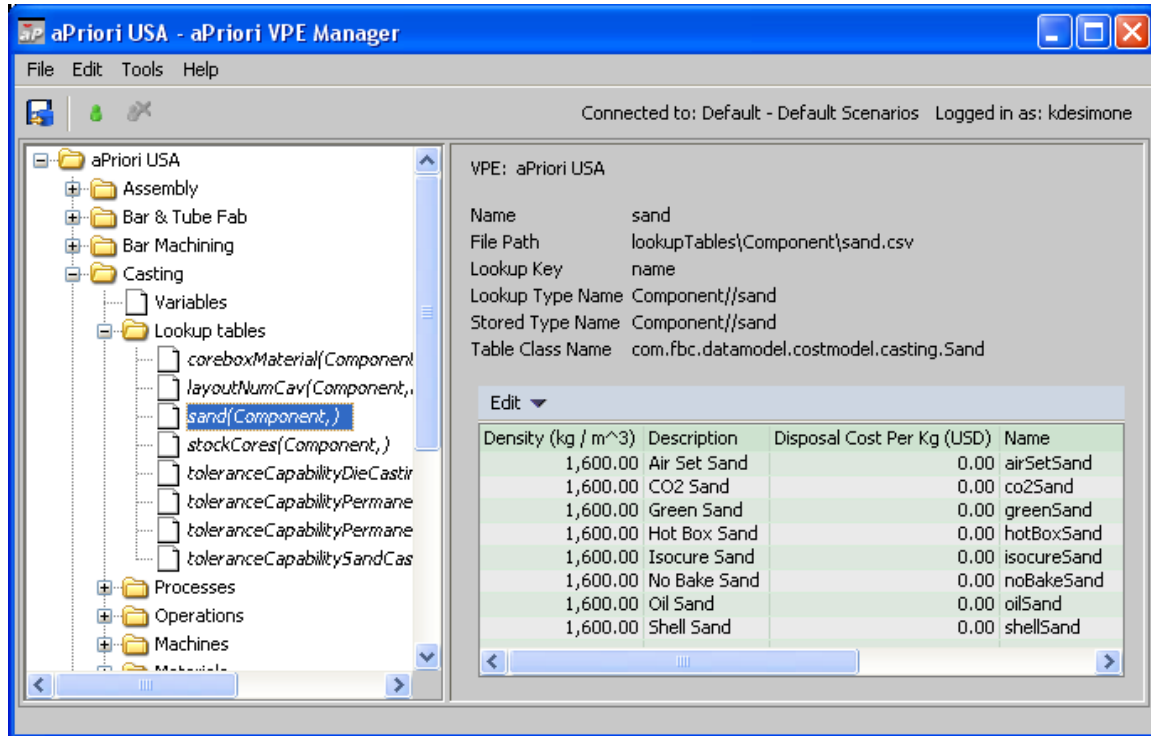 aP aPriori USA - aPriori VPE Manager
File Edit Tools Help
Connected to: Default - Default Scenarios Logged in as: kdesimone
aPriori USA
Assembly
Bar & Tube Fab
Bar Machining
Casting
Variables
Lookup tables
coreboxMaterial(Component
layoutNumCav(Component,
sand(Component,)
stockCores(Component,)
toleranceCapabilityDieCastin
toleranceCapabilityPermane
toleranceCapabilityPermane
toleranceCapabilitySandCas
Processes
Operations
Machines
Materials
VPE: aPriori USA
Name sand
File Path lookupTables\Component\sand.csv
Lookup Key name
Lookup Type Name Component//sand
Stored Type Name Component//sand
Table Class Name com.fbc.datamodel.costmodel.casting.Sand
Edit
Density (kg / m^3) Description Disposal Cost Per Kg (USD) Name
1,600.00 Air Set Sand 0.00 airSetSand
1,600.00 CO2 Sand 0.00 co2Sand
1,600.00 Green Sand 0.00 greenSand
1,600.00 Hot Box Sand 0.00 hotBoxSand
1,600.00 Isocure Sand 0.00 isocureSand
1,600.00 No Bake Sand 0.00 noBakeSand
1,600.00 Oil Sand 0.00 oilSand
1,600.00 Shell Sand 0.00 shellSand